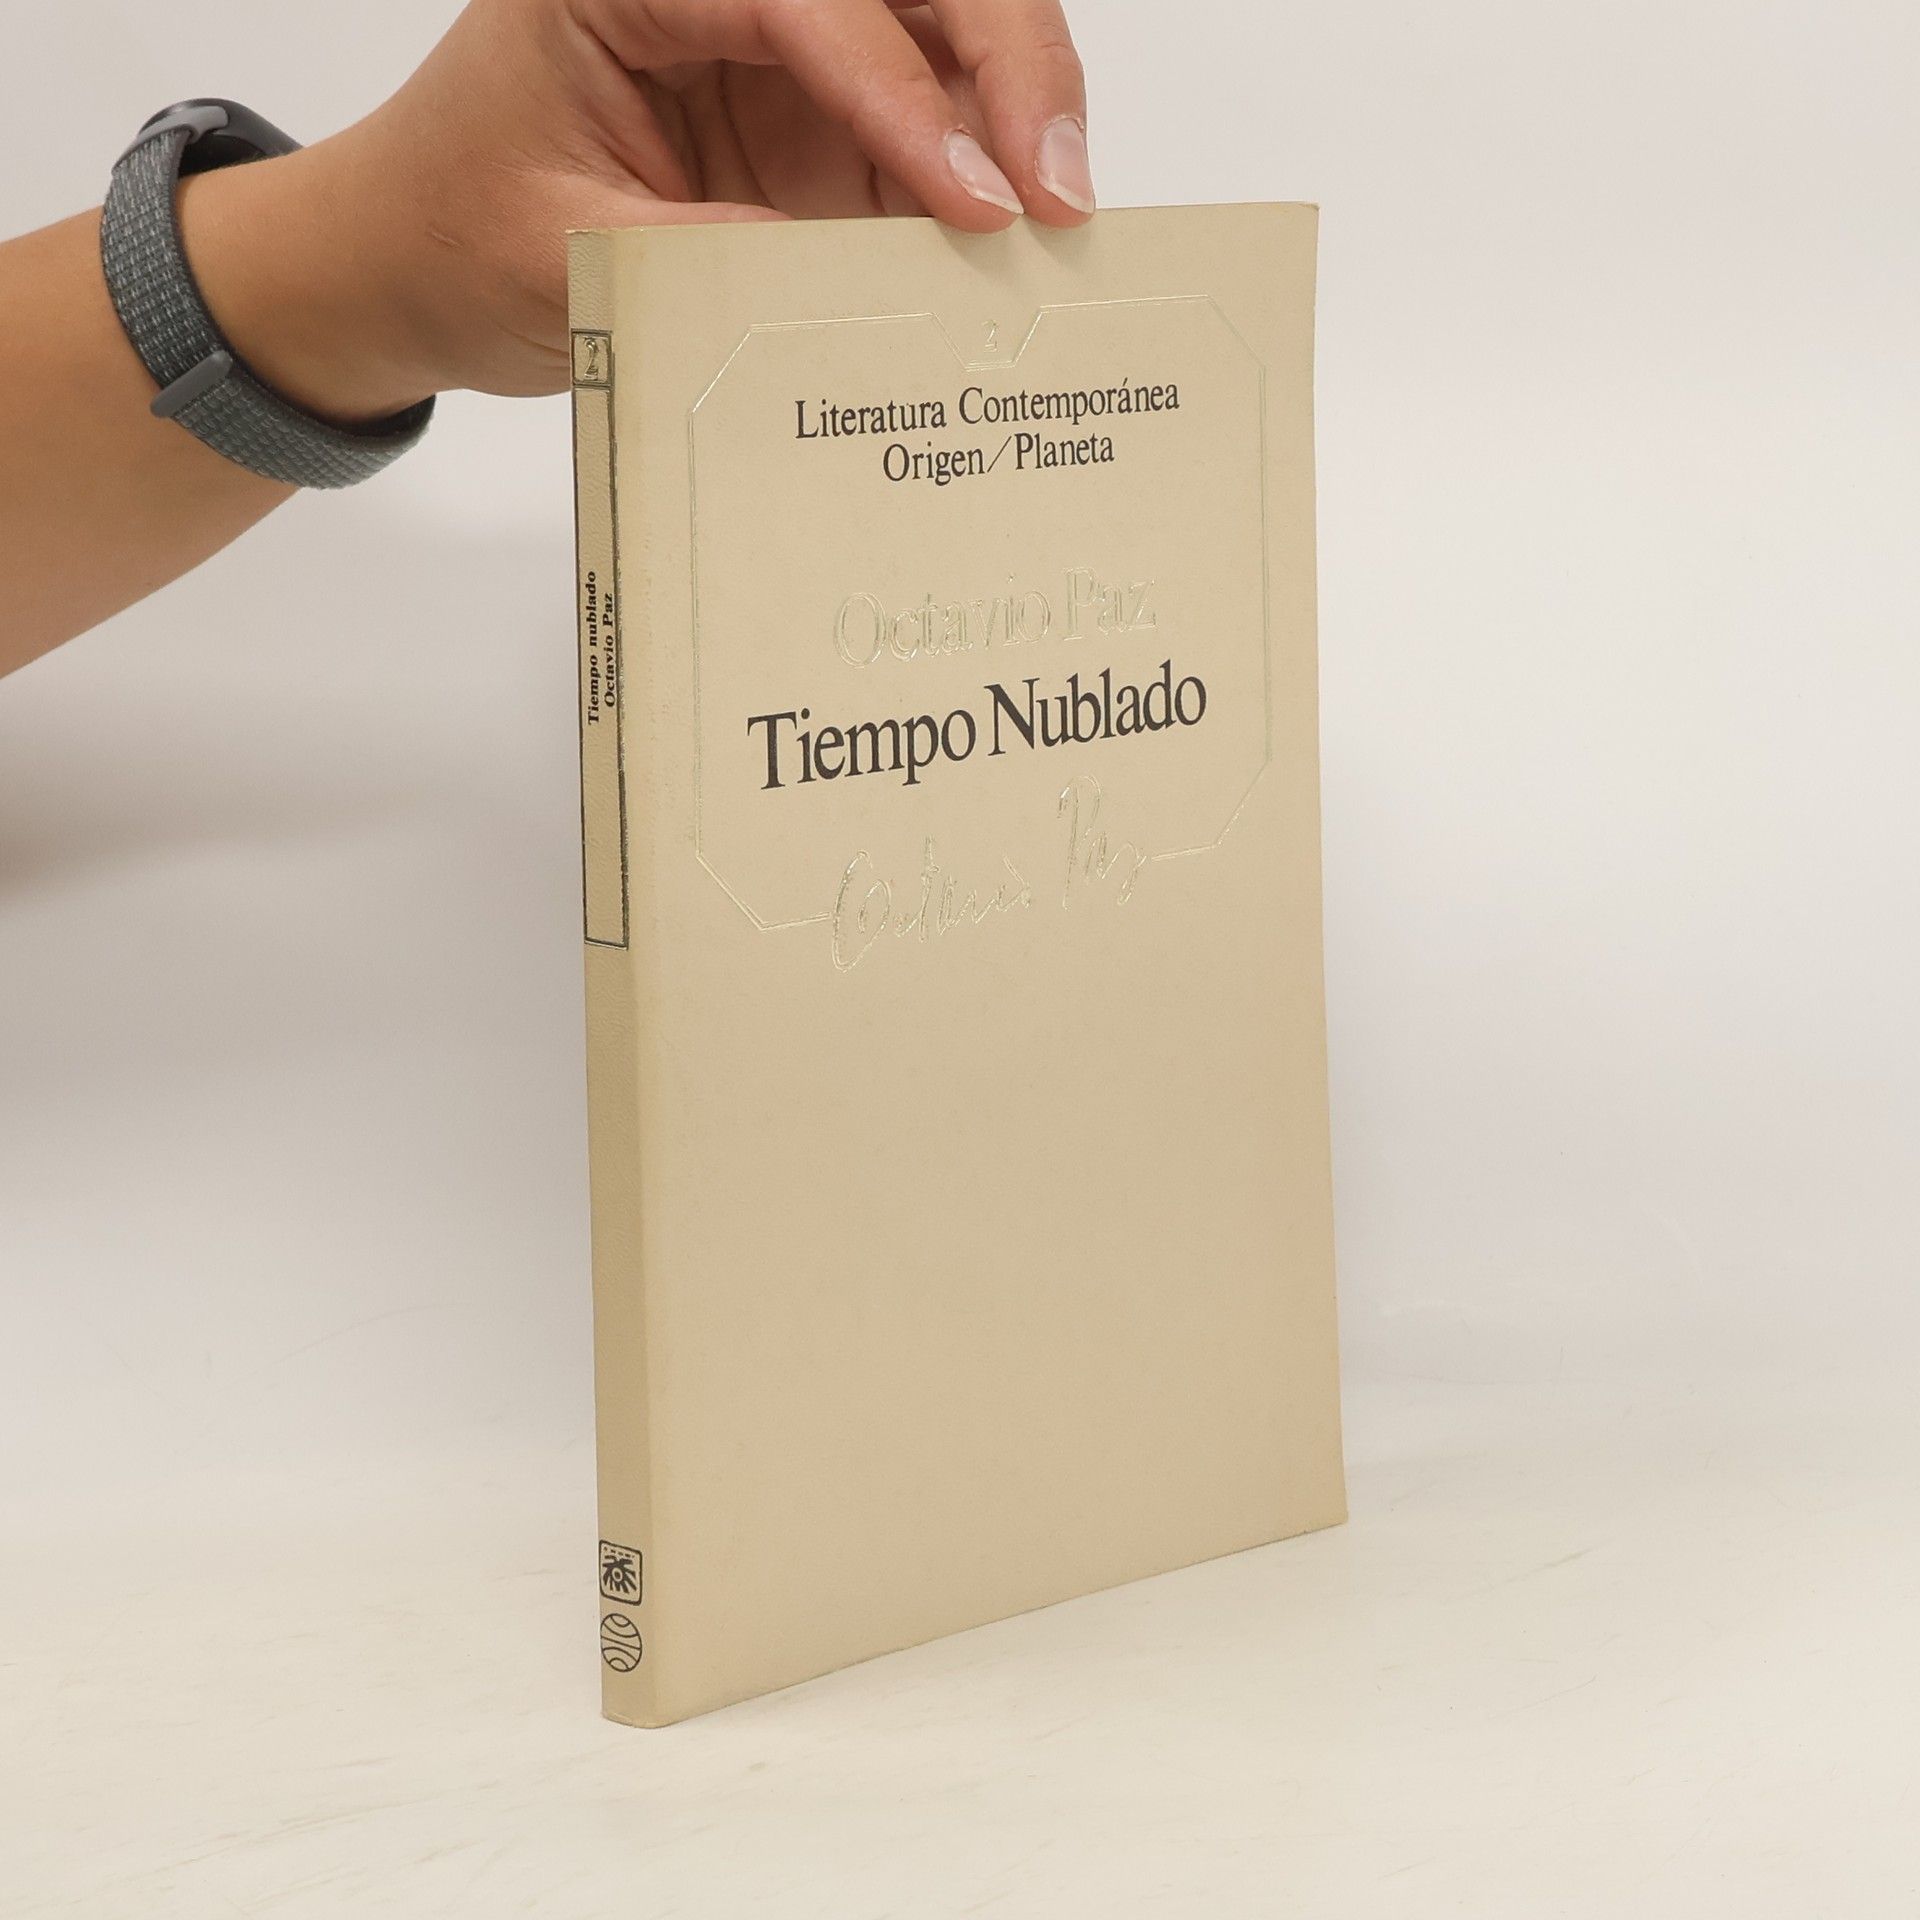 2
Tiempo nublado
Octavio Paz
2
Literatura Contemporánea
Origen/Planeta
Octavio Paz
Tiempo Nublado
Octavio Paz